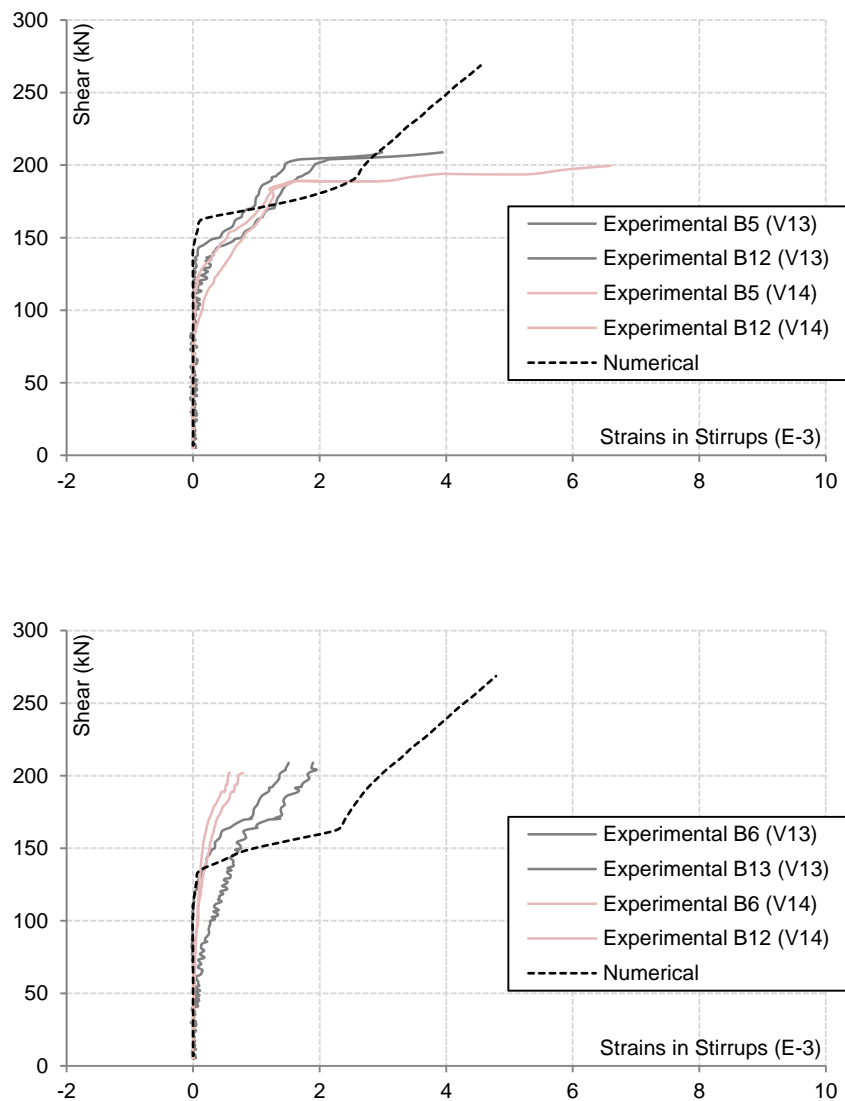 Shear (kN)
300
250
200
150
100
50
0
Experimental B5 (V13)
Experimental B12 (V13)
Experimental B5 (V14)
Experimental B12 (V14)
Numerical
Strains in Stirrups (E-3)
-2 0 2 4 6 8 10
Shear (kN)
300
250
200
150
100
50
0
Experimental B6 (V13)
Experimental B13 (V13)
Experimental B6 (V14)
Experimental B12 (V14)
Numerical
Strains in Stirrups (E-3)
-2 0 2 4 6 8 10